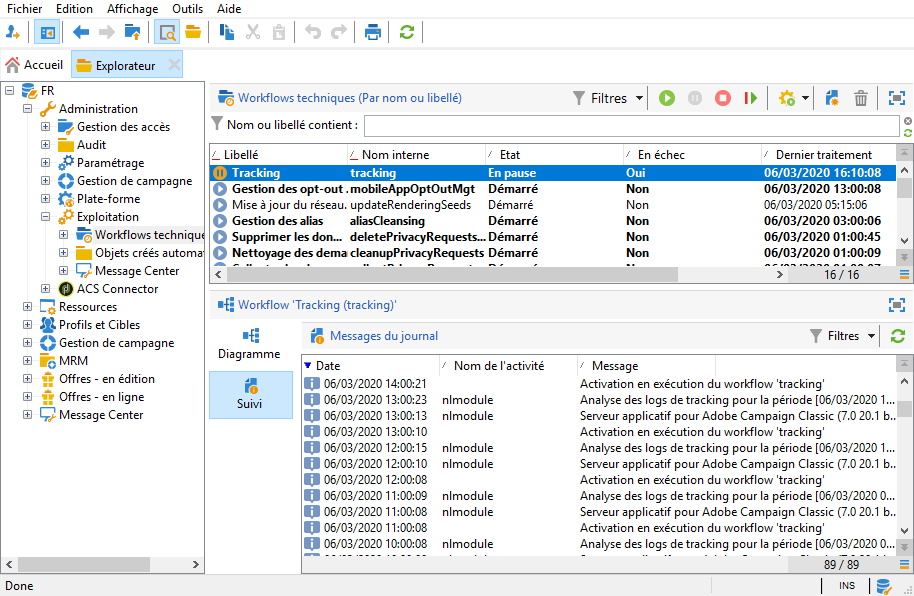 Fichier Edition Affichage Outils Aide
Accueil Explorateur
FR
Administration
Gestion des accès
Audit
Paramétrage
Gestion de campagne
Plate-forme
Exploitation
Workflows technique
Objets créés automa
Message Center
ACS Connector
Ressources
Profils et Cibles
Gestion de campagne
MRM
Offres - en édition
Offres - en ligne
Message Center
Workflows techniques (Par nom ou libellé) Filtres
Nom ou libellé contient :
Libellé Nom interne Etat En échec Dernier traitement
Tracking tracking En pause Oui 06/03/2020 16:10:08
Gestion des opt-out . mobileAppOptOutMgt Démarré Non 06/03/2020 13:00:08
Mise à jour du réseau. updateRenderingSeeds Démarré Non 06/03/2020 05:15:06
Gestion des alias aliasCleansing Démarré Non 06/03/2020 03:00:06
Supprimer les don... deletePrivacyRequests... Démarré Non 06/03/2020 01:00:45
Nettoyage des dema cleanupPrivacyRequests Démarré Non 06/03/2020 01:00:09
16 / 16
Workflow 'Tracking (tracking)'
Diagramme
Suivi
Messages du journal Filtres
Date Nom de l'activité Message
06/03/2020 14:00:21 Activation en exécution du workflow 'tracking'
06/03/2020 13:00:23 nlmodule Analyse des logs de tracking pour la période [06/03/2020 1...
06/03/2020 13:00:13 nlmodule Serveur applicatif pour Adobe Campaign Classic (7.0 20.1 b...
06/03/2020 13:00:10 Activation en exécution du workflow 'tracking'
06/03/2020 12:00:15 nlmodule Analyse des logs de tracking pour la période [06/03/2020 1...
06/03/2020 12:00:10 nlmodule Serveur applicatif pour Adobe Campaign Classic (7.0 20.1 b...
06/03/2020 12:00:08 Activation en exécution du workflow 'tracking'
06/03/2020 11:00:09 nlmodule Analyse des logs de tracking pour la période [06/03/2020 0...
06/03/2020 11:00:08 nlmodule Serveur applicatif pour Adobe Campaign Classic (7.0 20.1 b...
06/03/2020 11:00:08 Activation en exécution du workflow 'tracking'
06/03/2020 10:00:08 nlmodule Analyse des logs de tracking pour la période [06/03/2020 0...
89 / 89
Done INS